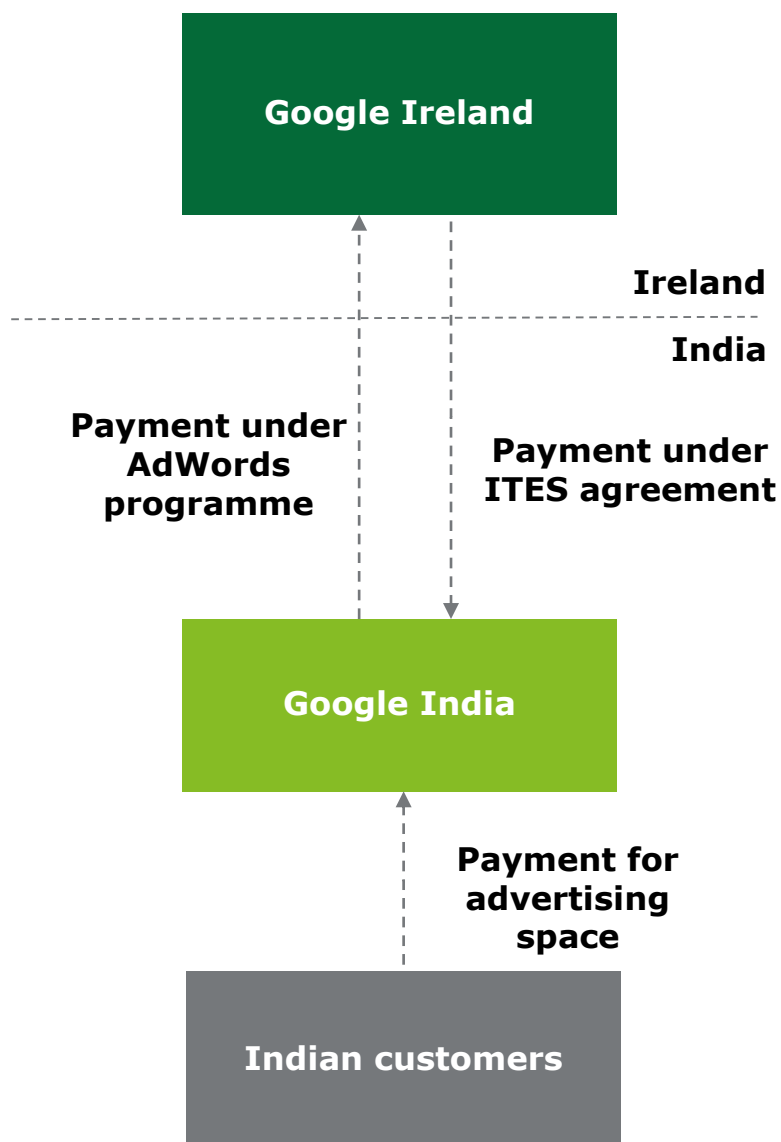 Google Ireland
Ireland
India
Payment under
AdWords
programme
Payment under
ITES agreement
Google India
Payment for
advertising
space
Indian customers